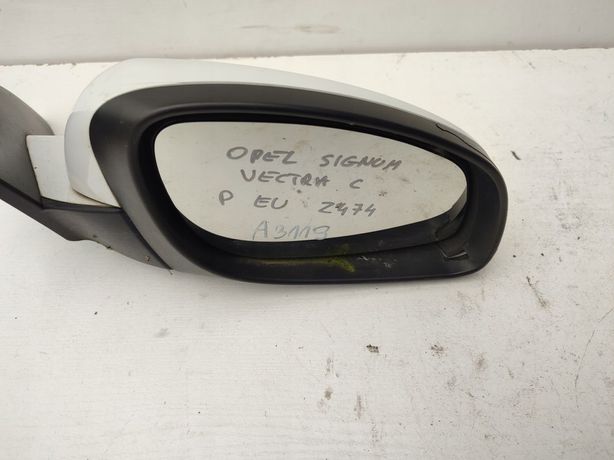 OPEL SIGNUM
VECTRA C
P EU Z474
A3119